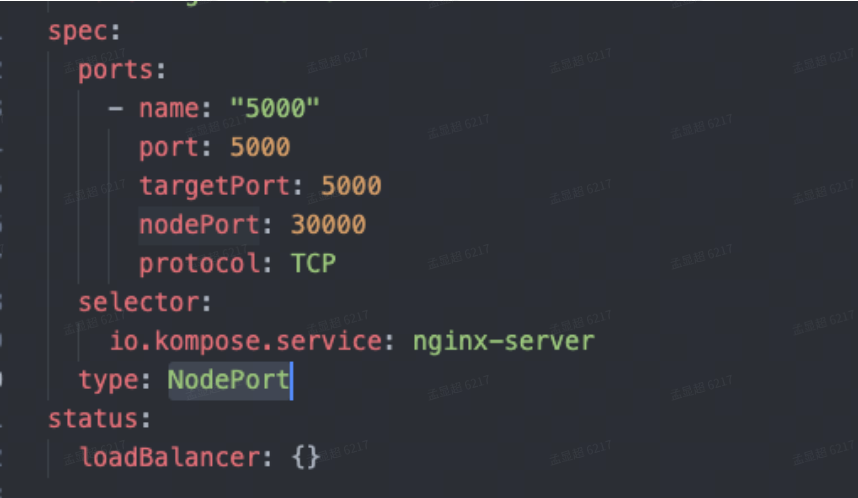 spec:
ports:
- name: "5000"
port: 5000
targetPort: 5000
nodePort: 30000
protocol: TCP
selector:
io.kompose.service: nginx-server
type: NodePort
status:
loadBalancer: {}